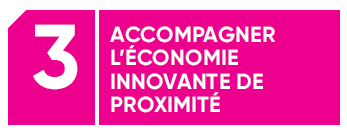 3
ACCOMPAGNER
L’ÉCONOMIE
INNOVANTE DE
PROXIMITÉ